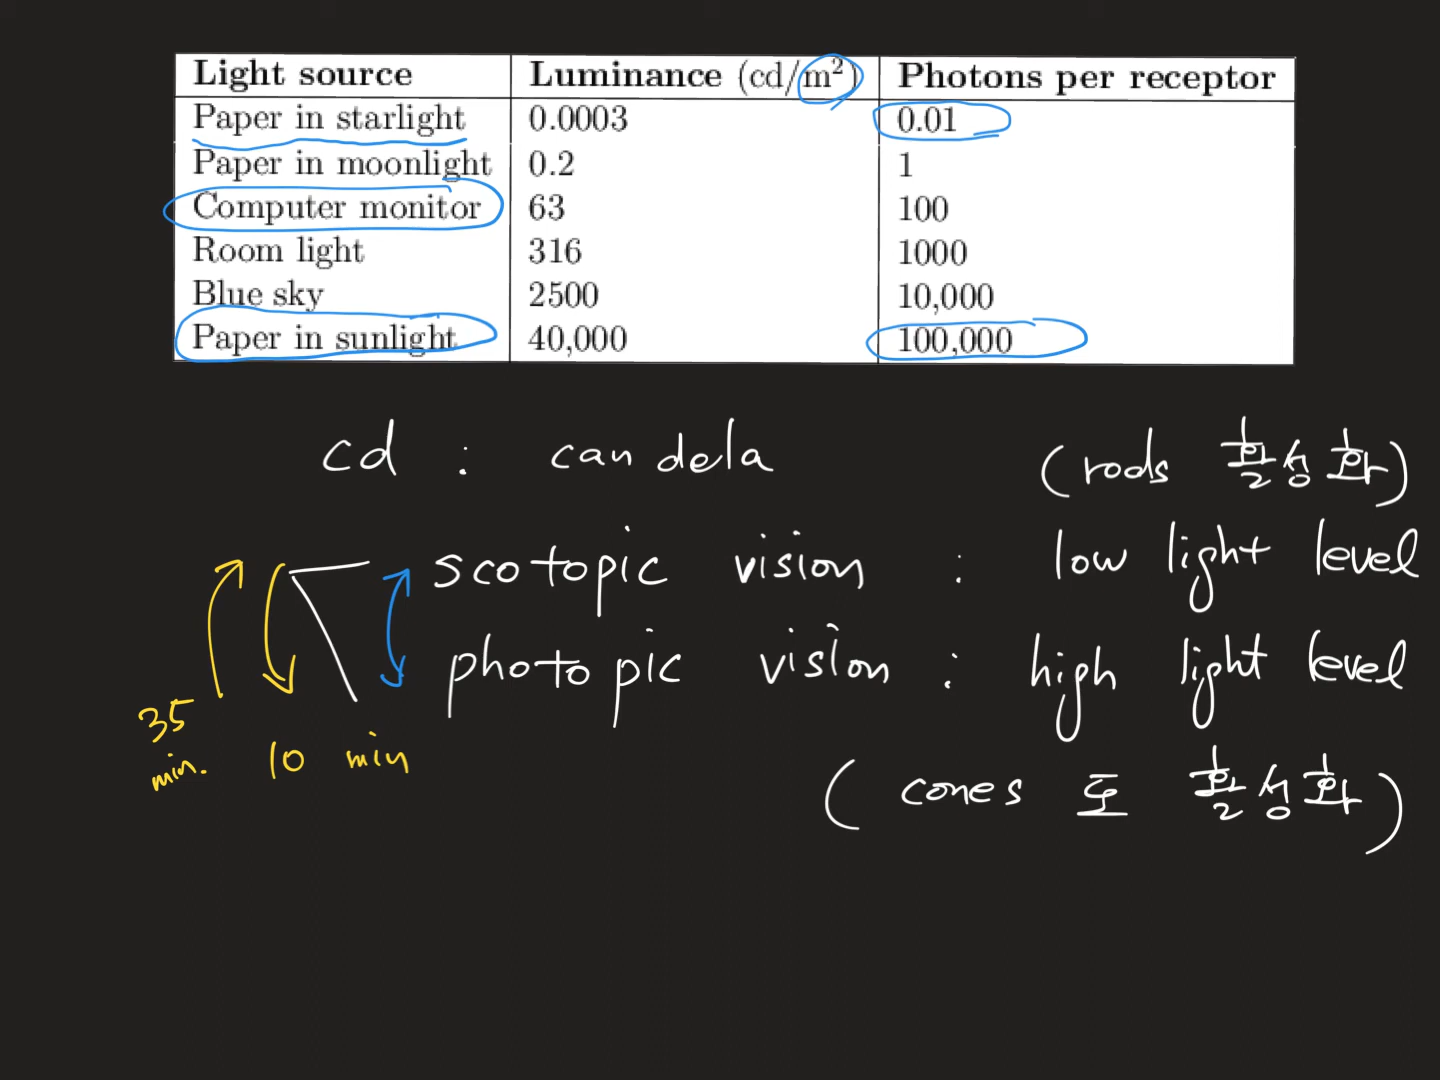 Light source Luminance (cd/m²) Photons per receptor
Paper in starlight 0.0003 0.01
Paper in moonlight 0.2 1
Computer monitor 63 100
Room light 316 1000
Blue sky 2500 10,000
Paper in sunlight 40,000 100,000
cd : candela
(rods 활성화)
scotopic vision : low light level
photopic vision : high light level
35 min. 10 min
(cones 도 활성화)